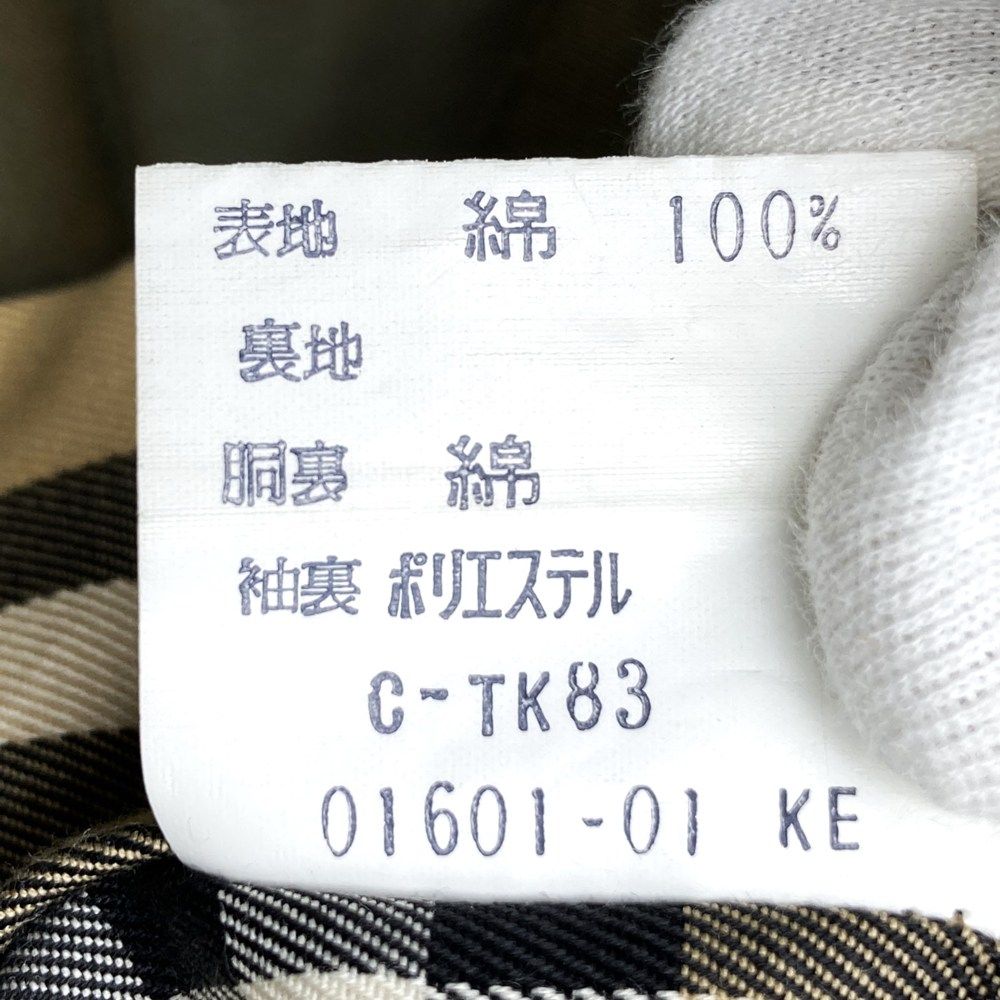 表地 綿 100%
裏地
胴裏 綿
袖裏 ポリエステル
C-TK83
01601-01 KE